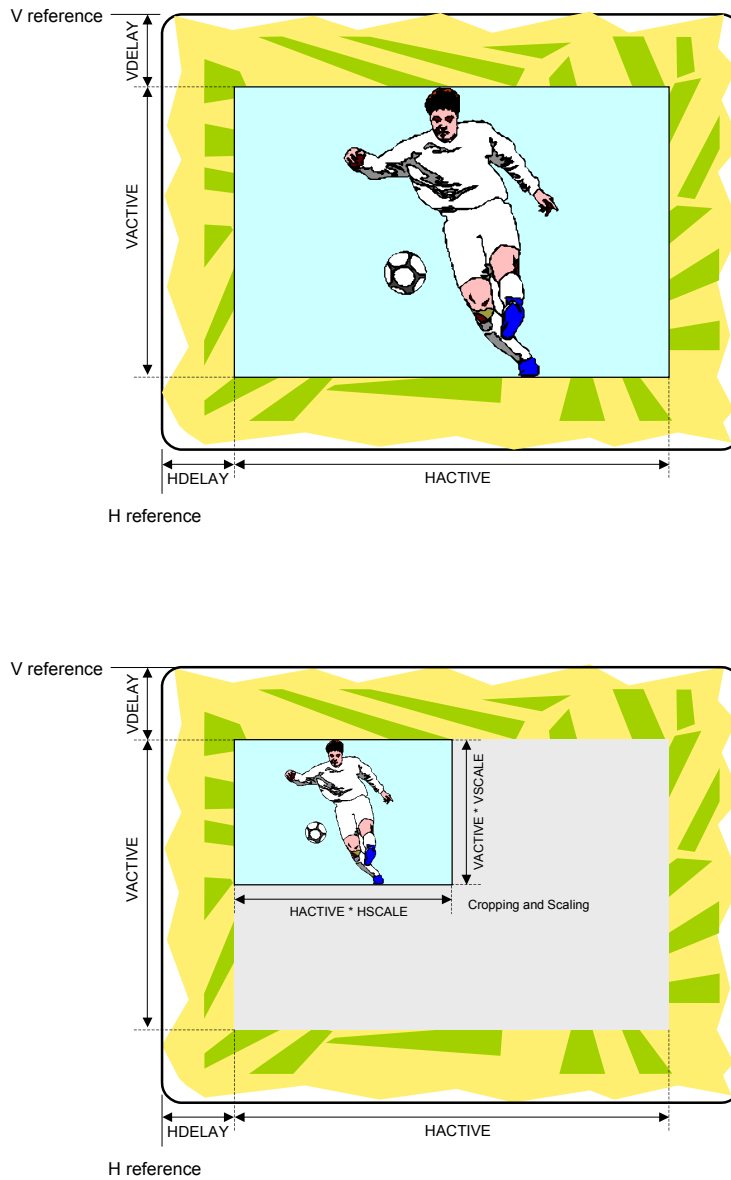 V reference
VDELAY
VACTIVE
HDELAY
HACTIVE
H reference
V reference
VDELAY
VACTIVE
VACTIVE * VSCALE
HACTIVE * HSCALE
Cropping and Scaling
HDELAY
HACTIVE
H reference